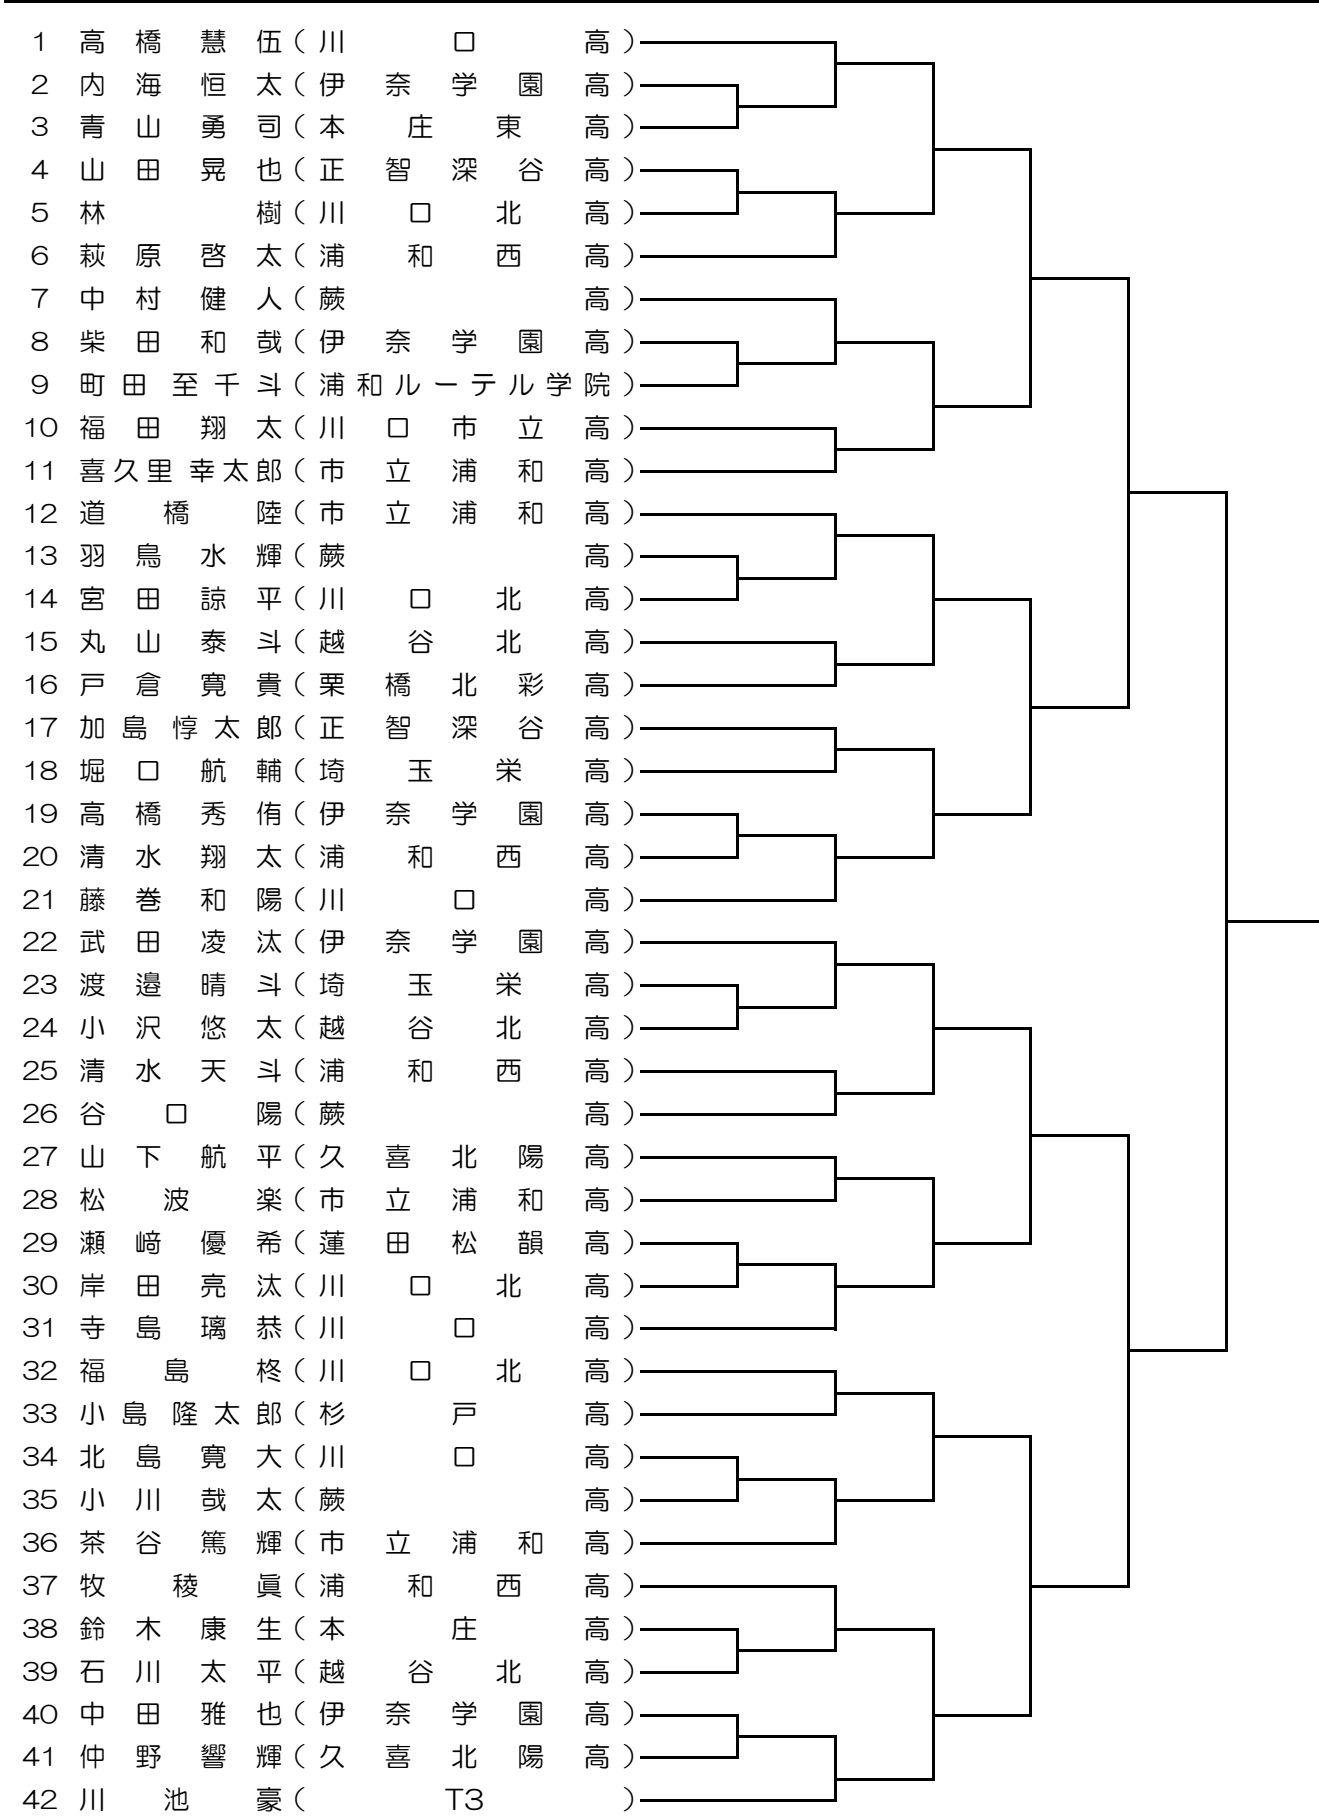 1 高橋慧伍(川口高)
2 内海恒太(伊奈学園高)
3 青山勇司(本庄東高)
4 山田晃也(正智深谷高)
5 林樹(川口北高)
6 萩原啓太(浦和西高)
7 中村健人(蕨高)
8 柴田和哉(伊奈学園高)
9 町田至千斗(浦和ルーテル学院)
10 福田翔太(川口市立高)
11 喜久里幸太郎(市立浦和高)
12 道橋陸(市立浦和高)
13 羽鳥水輝(蕨高)
14 宮田諒平(川口北高)
15 丸山泰斗(越谷北高)
16 戸倉寛貴(栗橋北彩高)
17 加島惇太郎(正智深谷高)
18 堀口航輔(埼玉栄高)
19 高橋秀侑(伊奈学園高)
20 清水翔太(浦和西高)
21 藤巻和陽(川口高)
22 武田凌汰(伊奈学園高)
23 渡邉晴斗(埼玉栄高)
24 小沢悠太(越谷北高)
25 清水天斗(浦和西高)
26 谷口陽(蕨高)
27 山下航平(久喜北陽高)
28 松波楽(市立浦和高)
29 瀬﨑優希(蓮田松韻高)
30 岸田亮汰(川口北高)
31 寺島璃恭(川口高)
32 福島柊(川口北高)
33 小島隆太郎(杉戸高)
34 北島寛大(川口高)
35 小川哉太(蕨高)
36 茶谷篤輝(市立浦和高)
37 牧稜眞(浦和西高)
38 鈴木康生(本庄高)
39 石川太平(越谷北高)
40 中田雅也(伊奈学園高)
41 仲野響輝(久喜北陽高)
42 川池豪(T3)